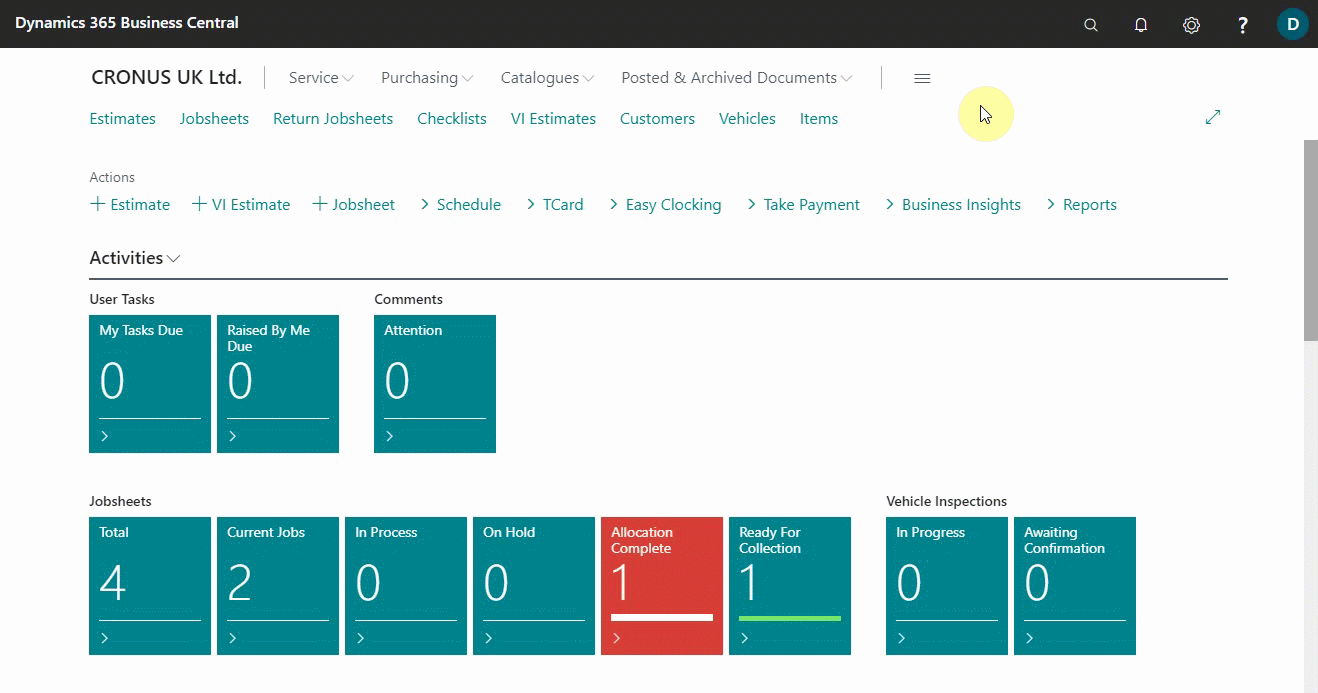 Dynamics 365 Business Central
?
D
CRONUS UK Ltd. Service Purchasing Catalogues Posted & Archived Documents
Estimates Jobsheets Return Jobsheets Checklists VI Estimates Customers Vehicles Items
Actions
+ Estimate + VI Estimate + Jobsheet > Schedule > TCard > Easy Clocking > Take Payment > Business Insights > Reports
Activities
User Tasks
My Tasks Due
0
Raised By Me
Due
0
Comments
Attention
0
Jobsheets
Total
4
Current Jobs
2
In Process
0
On Hold
0
Allocation
Complete
1
Ready For
Collection
1
Vehicle Inspections
In Progress
0
Awaiting
Confirmation
0